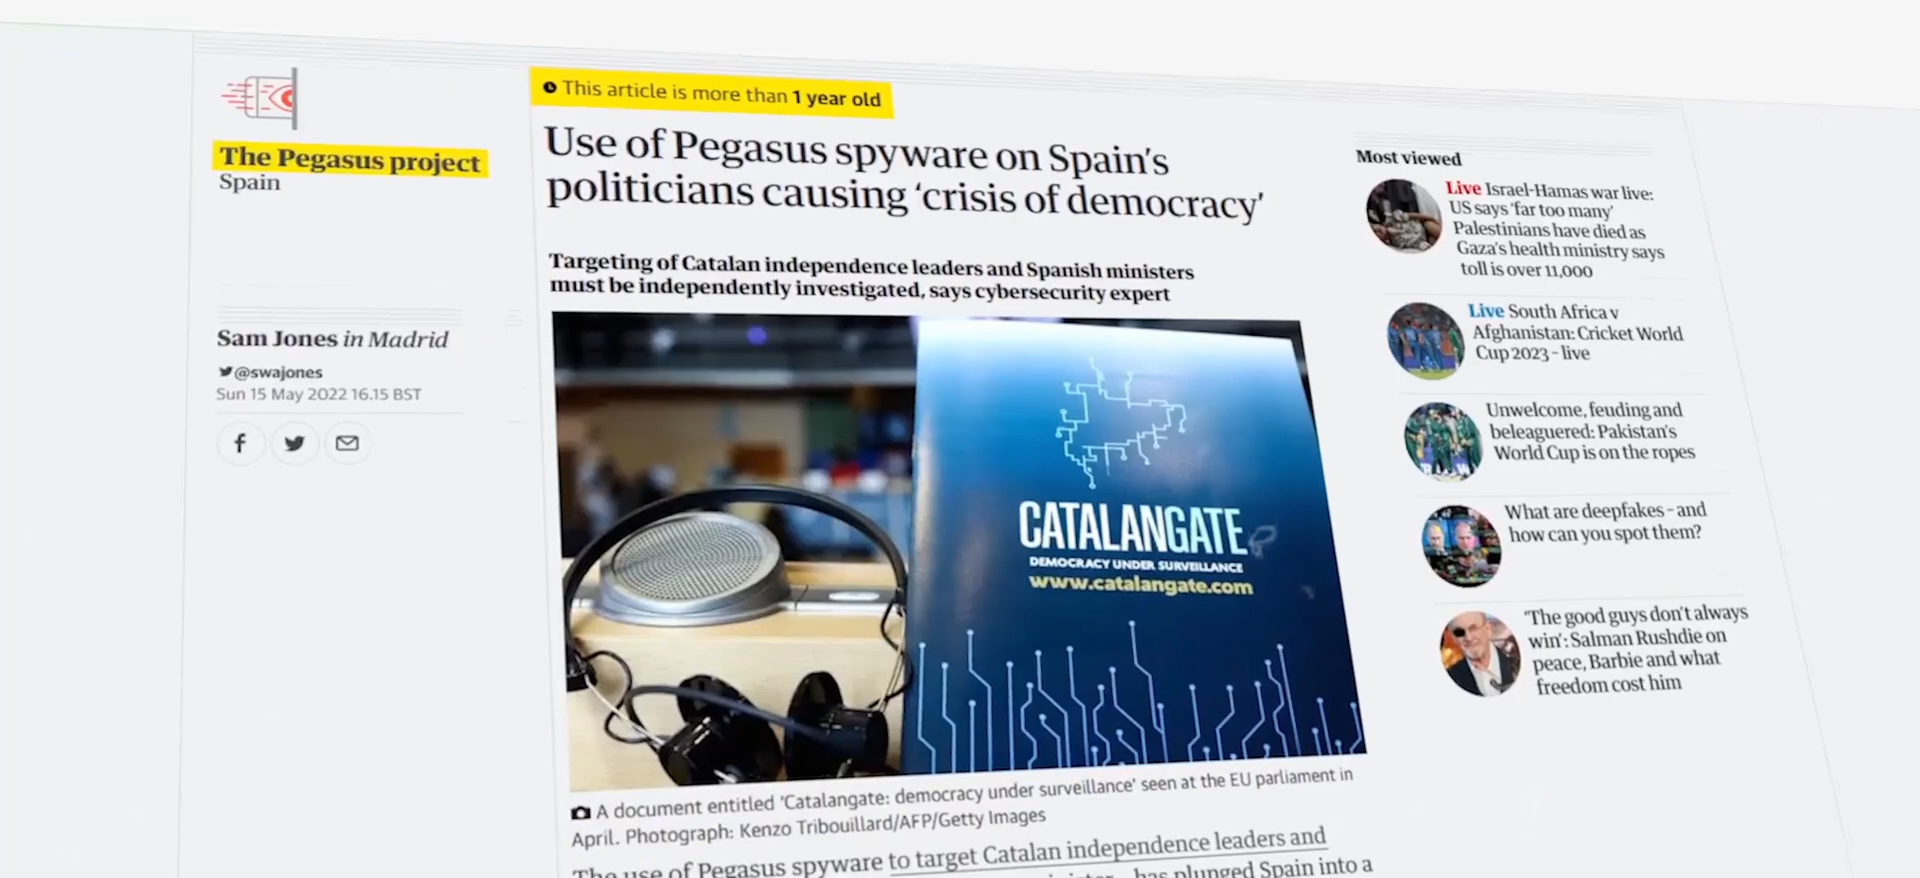 The Pegasus project
Spain
Sam Jones in Madrid
@swajones
Sun 15 May 2022 16.15 BST
This article is more than 1 year old
Use of Pegasus spyware on Spain's
politicians causing ‘crisis of democracy’
Targeting of Catalan independence leaders and Spanish ministers
must be independently investigated, says cybersecurity expert
CATALANGATE
DEMOCRACY UNDER SURVEILLANCE
www.catalangate.com
A document entitled 'Catalangate: democracy under surveillance' seen at the EU parliament in
April. Photograph: Kenzo Tribouillard/AFP/Getty Images
The use of Pegasus spyware to target Catalan independence leaders and
has plunged Spain into a
Most viewed
Live Israel-Hamas war live:
US says ‘far too many’
Palestinians have died as
Gaza's health ministry says
toll is over 11,000
Live South Africa v
Afghanistan: Cricket World
Cup 2023 – live
Unwelcome, feuding and
beleaguered: Pakistan's
World Cup is on the ropes
What are deepfakes – and
how can you spot them?
‘The good guys don't always
win’: Salman Rushdie on
peace, Barbie and what
freedom cost him